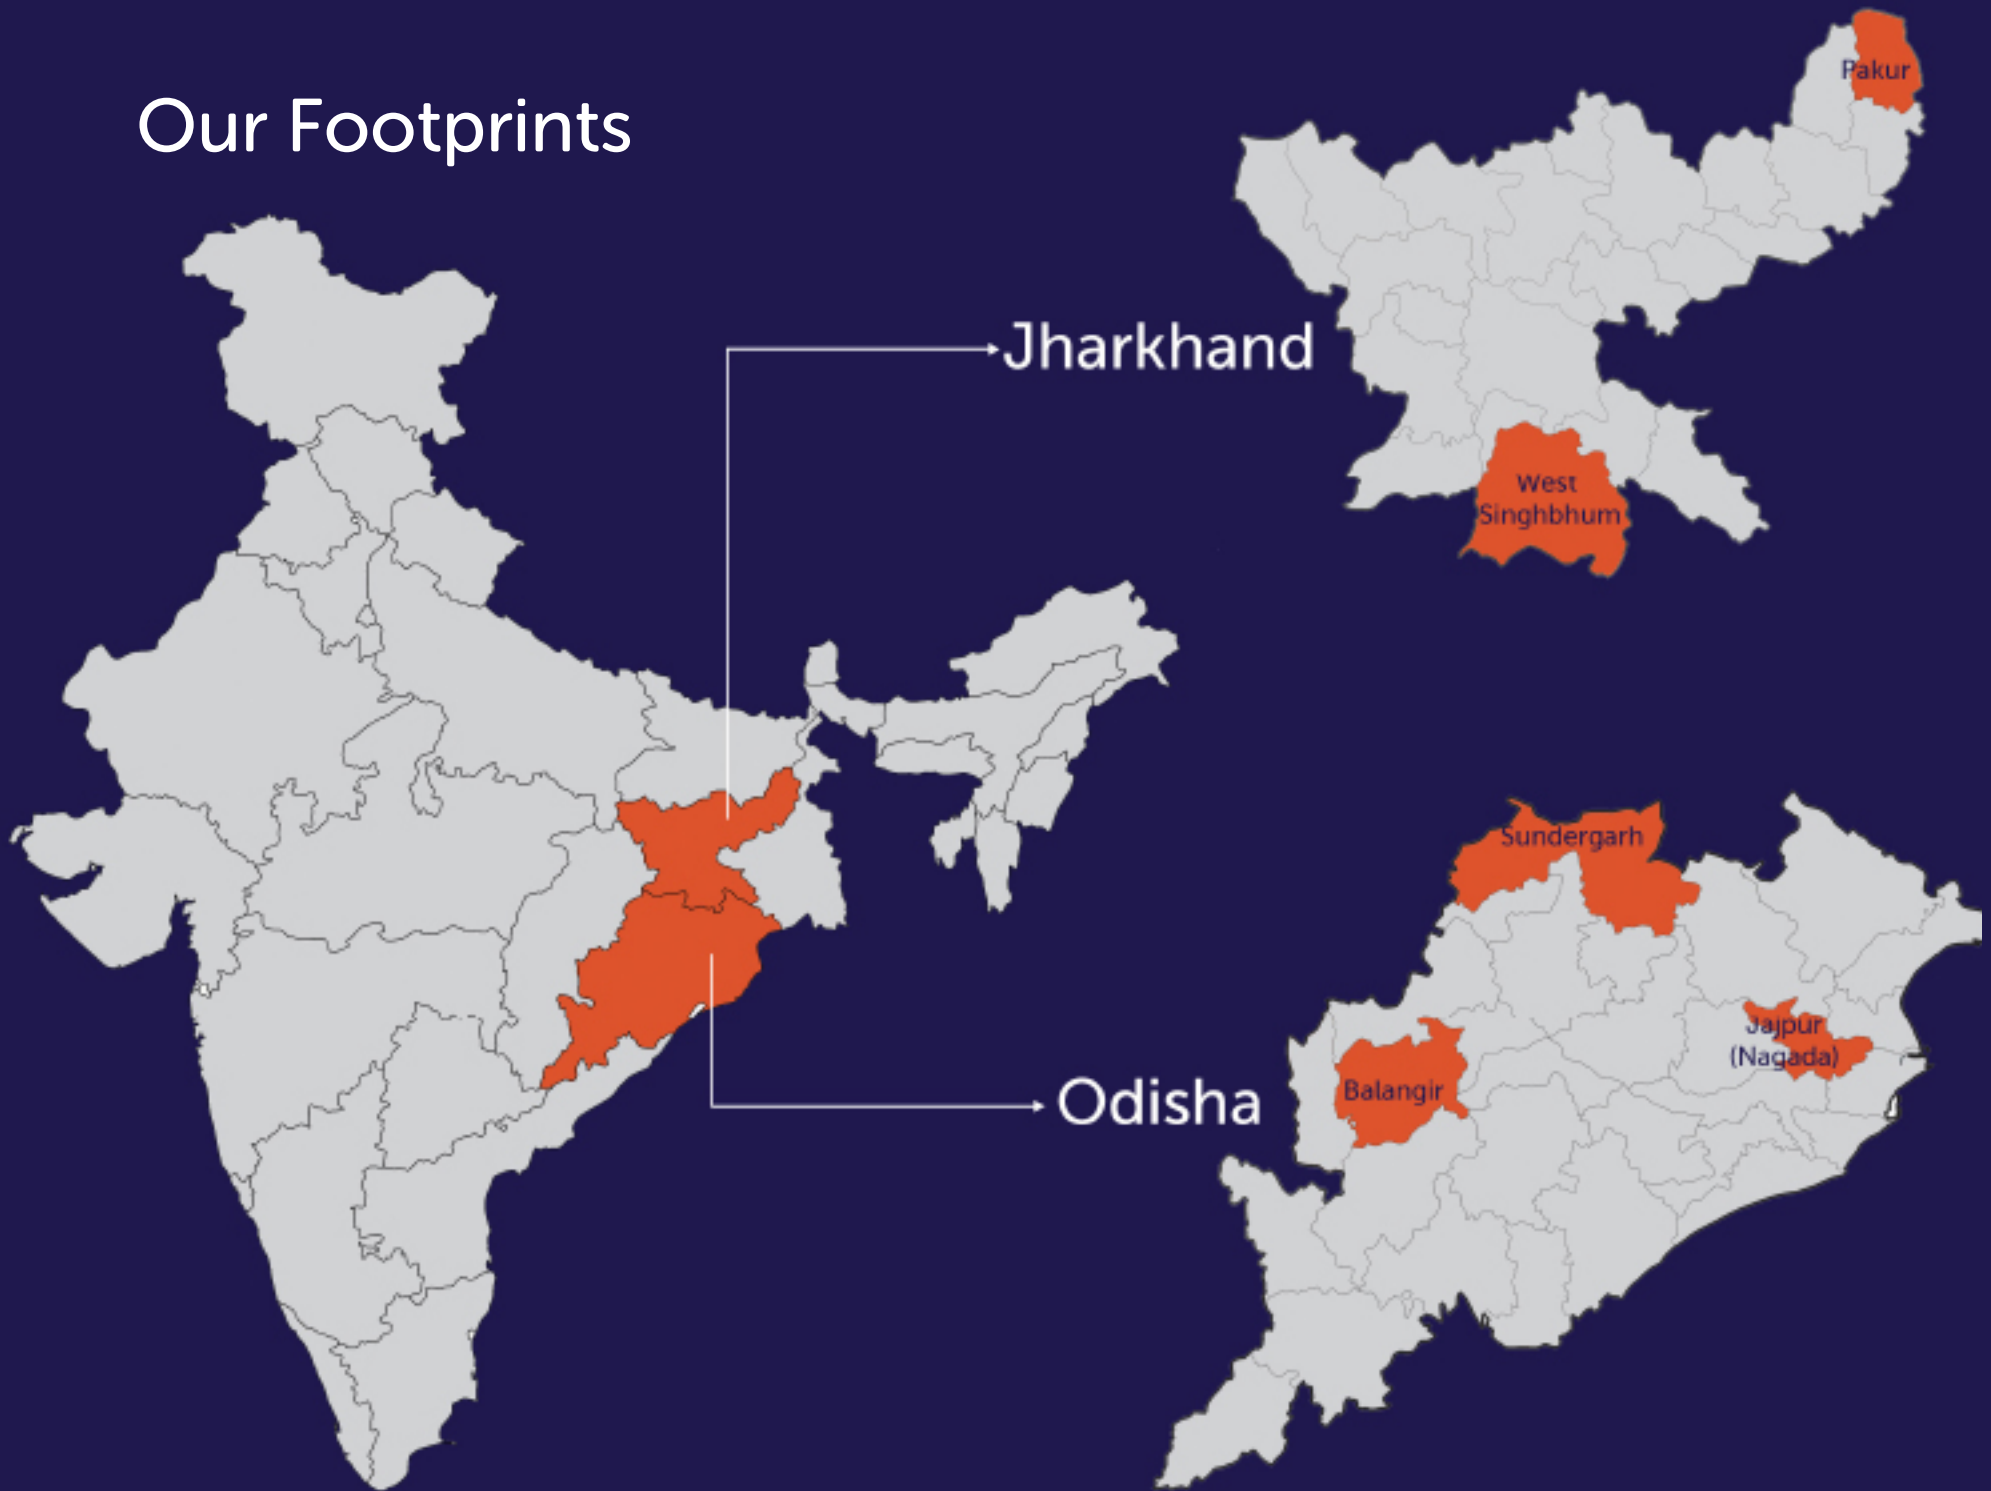 Our Footprints
Jharkhand
Pakur
West
Singhbhum
Odisha
Sundergarh
Jajpur
(Nagada)
Balangir